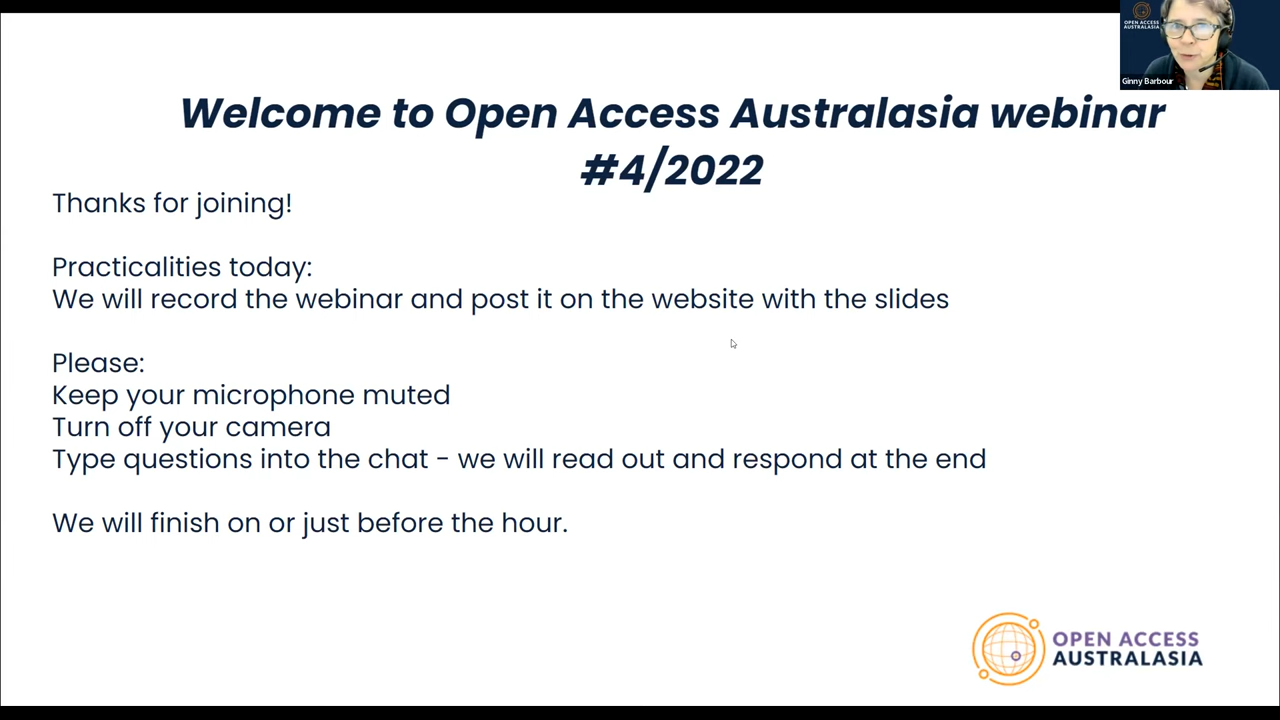 OPEN ACCESS
AUSTRALASIA
Ginny Barbour
Welcome to Open Access Australasia webinar
#4/2022
Thanks for joining!
Practicalities today:
We will record the webinar and post it on the website with the slides
Please:
Keep your microphone muted
Turn off your camera
Type questions into the chat - we will read out and respond at the end
We will finish on or just before the hour.
OPEN ACCESS
AUSTRALASIA